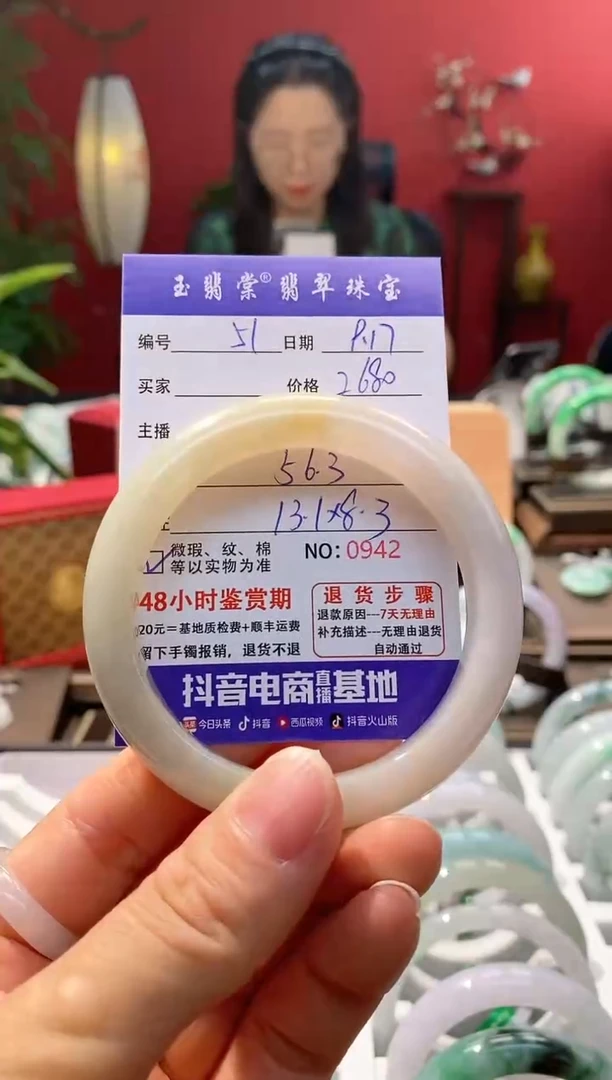 玉翡棠®翡翠珠宝
编号 51 日期 9.17
买家 价格 2680
主播
56.3
13.1×8.3
微瑕、纹、棉
等以实物为准
NO:0942
48小时鉴赏期
20元=基地质检费+顺丰运费
留下手镯报销，退货不退
退货步骤
退款原因---7天无理由
补充描述---无理由退货
自动通过
抖音电商直播基地
头条 今日头条 抖音 西瓜视频 抖音火山版